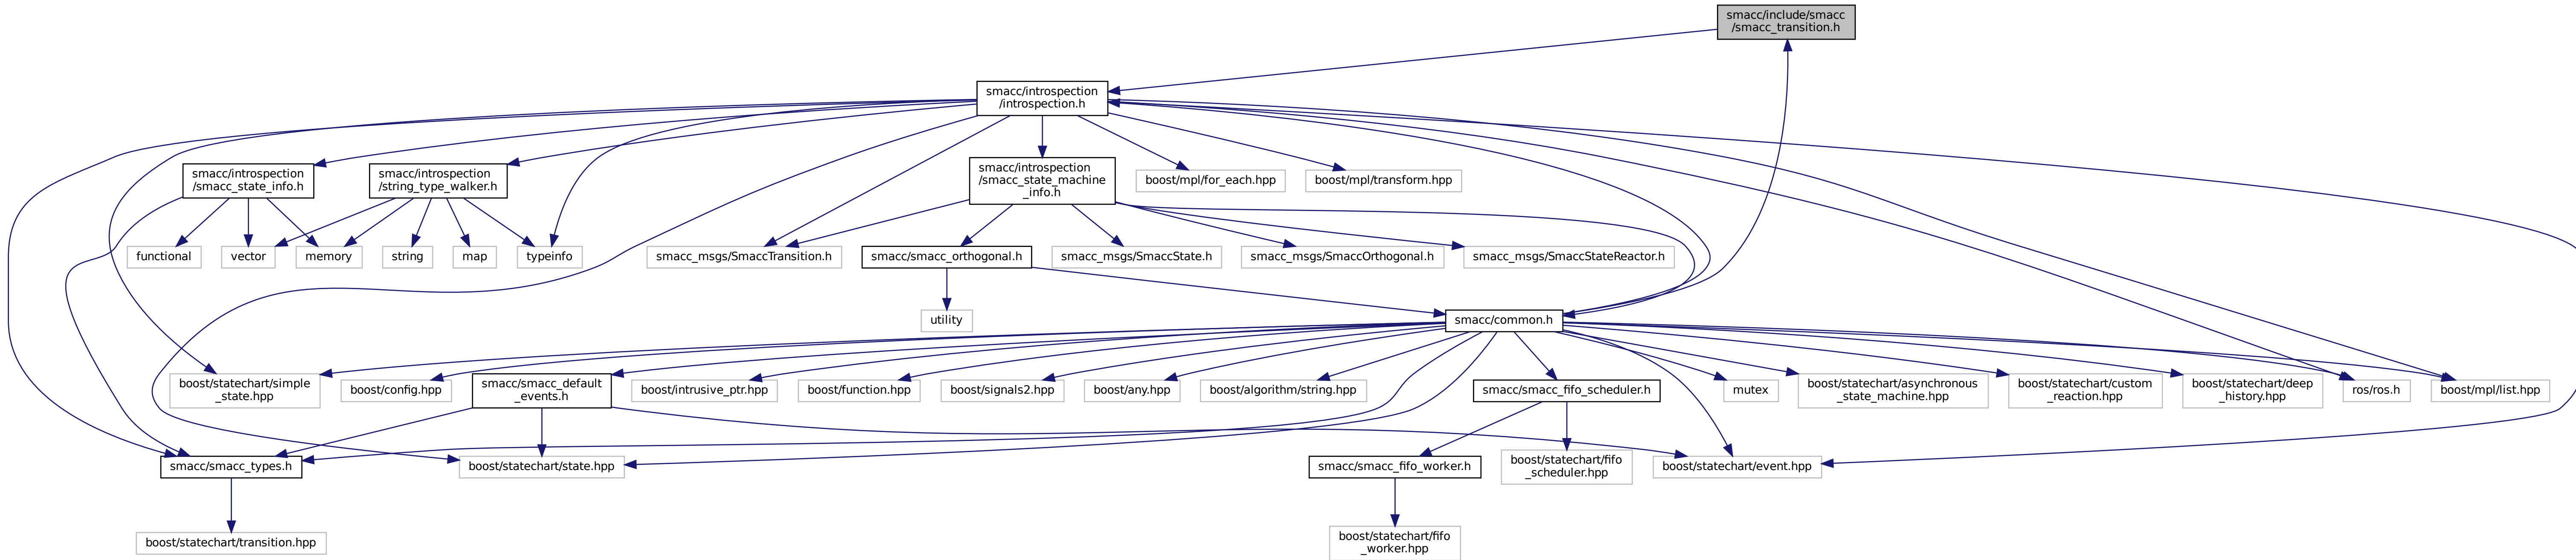 smacc/include/smacc
/smacc_transition.h
smacc/introspection
/introspection.h
smacc/introspection
/smacc_state_info.h
smacc/introspection
/string_type_walker.h
smacc/introspection
/smacc_state_machine
_info.h
boost/mpl/for_each.hpp
boost/mpl/transform.hpp
functional
vector
memory
string
map
typeinfo
smacc_msgs/SmaccTransition.h
smacc/smacc_orthogonal.h
smacc_msgs/SmaccState.h
smacc_msgs/SmaccOrthogonal.h
smacc_msgs/SmaccStateReactor.h
utility
smacc/common.h
boost/statechart/simple
_state.hpp
boost/config.hpp
smacc/smacc_default
_events.h
boost/intrusive_ptr.hpp
boost/function.hpp
boost/signals2.hpp
boost/any.hpp
boost/algorithm/string.hpp
smacc/smacc_fifo_scheduler.h
mutex
boost/statechart/asynchronous
_state_machine.hpp
boost/statechart/custom
_reaction.hpp
boost/statechart/deep
_history.hpp
ros/ros.h
boost/mpl/list.hpp
smacc/smacc_types.h
boost/statechart/state.hpp
smacc/smacc_fifo_worker.h
boost/statechart/fifo
_scheduler.hpp
boost/statechart/event.hpp
boost/statechart/transition.hpp
boost/statechart/fifo
_worker.hpp